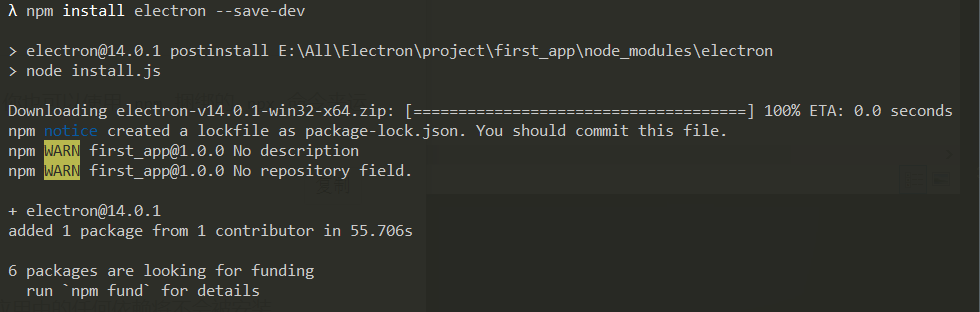 λ npm install electron --save-dev
> electron@14.0.1 postinstall E:\All\Electron\project\first_app\node_modules\electron
> node install.js
Downloading electron-v14.0.1-win32-x64.zip: [=====================================] 100% ETA: 0.0 seconds
npm notice created a lockfile as package-lock.json. You should commit this file.
npm WARN first_app@1.0.0 No description
npm WARN first_app@1.0.0 No repository field.
+ electron@14.0.1
added 1 package from 1 contributor in 55.706s
6 packages are looking for funding
  run `npm fund` for details